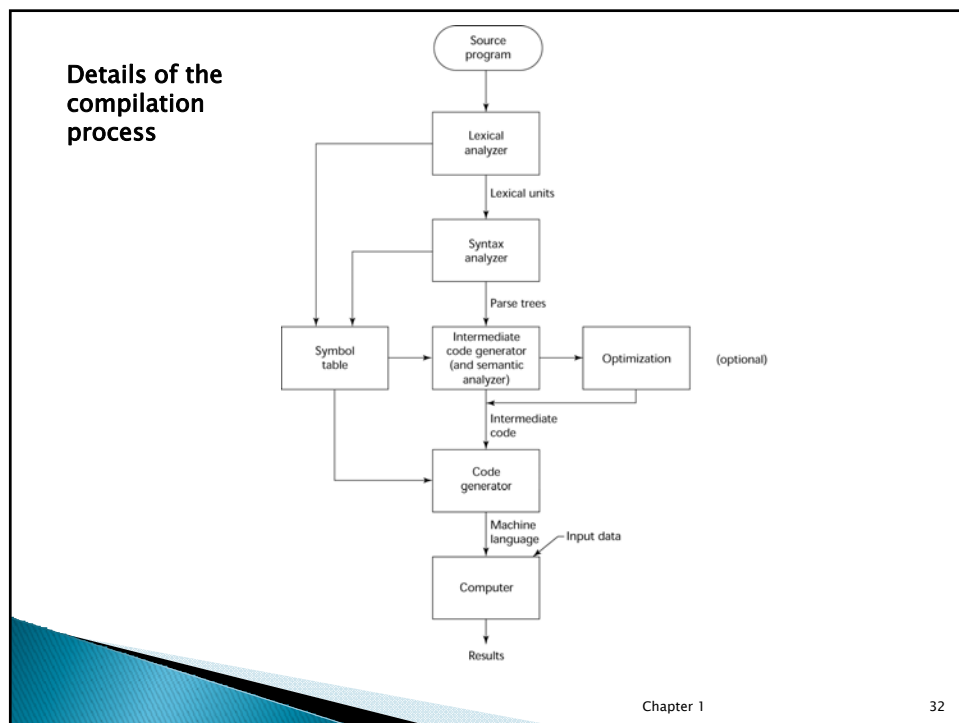 Details of the
compilation
process
Source
program
Lexical
analyzer
Lexical units
Syntax
analyzer
Parse trees
Symbol
table
Intermediate
code generator
(and semantic
analyzer)
Optimization
(optional)
Intermediate
code
Code
generator
Machine
language
Input data
Computer
Results
Chapter 1
32